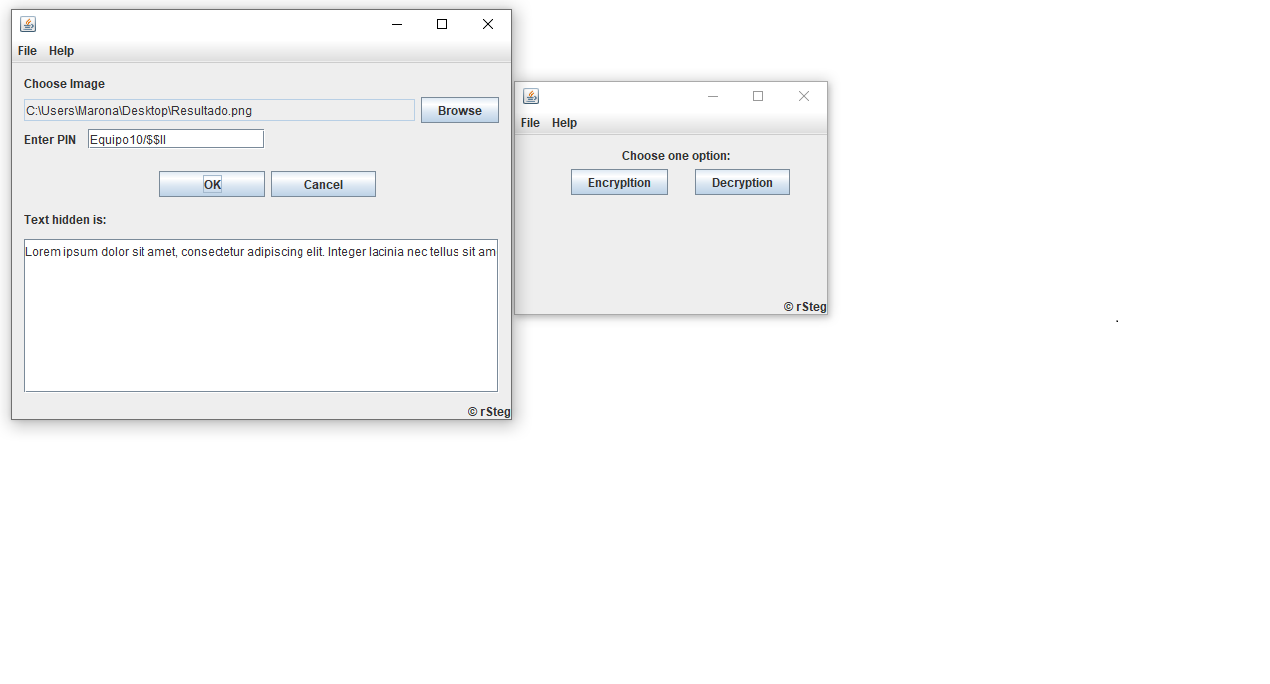 File Help
Choose Image
C:\Users\Marona\Desktop\Resultado.png Browse
Enter PIN Equipo10/$$ll
OK Cancel
Text hidden is:
Lorem ipsum dolor sit amet, consectetur adipiscing elit. Integer lacinia nec tellus sit am
© rSteg
File Help
Choose one option:
Encrypltion Decryption
© rSteg
.